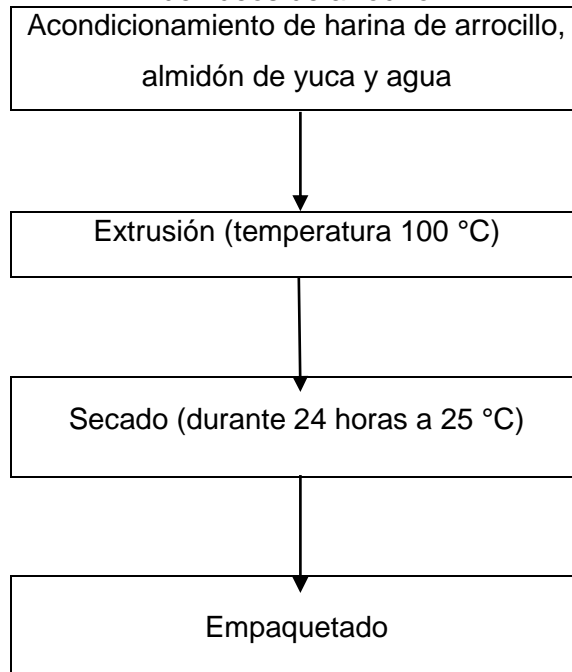 Acondicionamiento de harina de arrocillo,
almidón de yuca y agua
Extrusión (temperatura 100 °C)
Secado (durante 24 horas a 25 °C)
Empaquetado